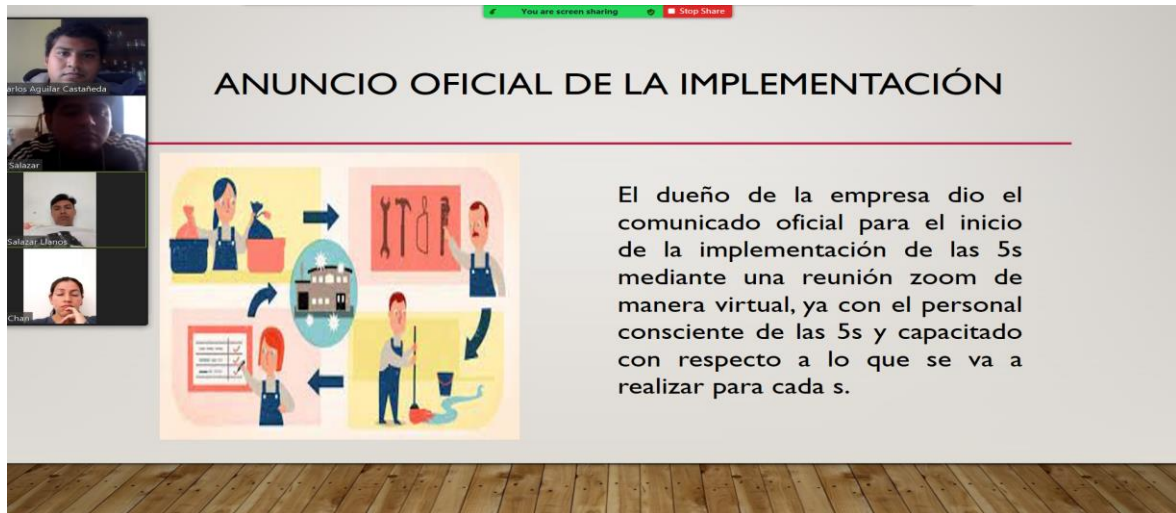 You are screen sharing
Stop Share
arlos Aguilar Castañeda
Salazar
Salazar Llanos
Chan
ANUNCIO OFICIAL DE LA IMPLEMENTACIÓN
El dueño de la empresa dio el
comunicado oficial para el inicio
de la implementación de las 5s
mediante una reunión zoom de
manera virtual, ya con el personal
consciente de las 5s y capacitado
con respecto a lo que se va a
realizar para cada s.